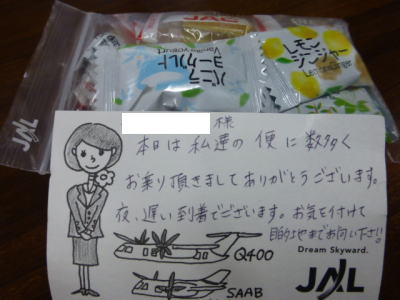 JAL
バニラ
ヨーグルト
Vanilla yogurt
レモン
ジンジャー
Lemon Ginger
JAL
様
本日は私達の便に数多く
お乗り頂きましてありがとうございます。
夜、遅い到着でございます。お気を付けて
目的地までお向い下さい!!
Q400
SAAB
Dream Skyward.
JAL